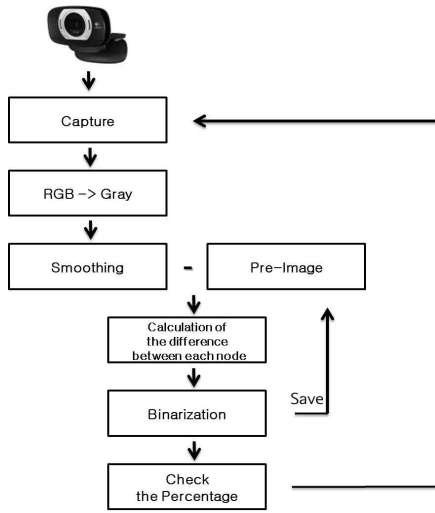 Capture
RGB -> Gray
Smoothing
-
Pre-Image
Calculation of
the difference
between each node
Binarization
Save
Check
the Percentage